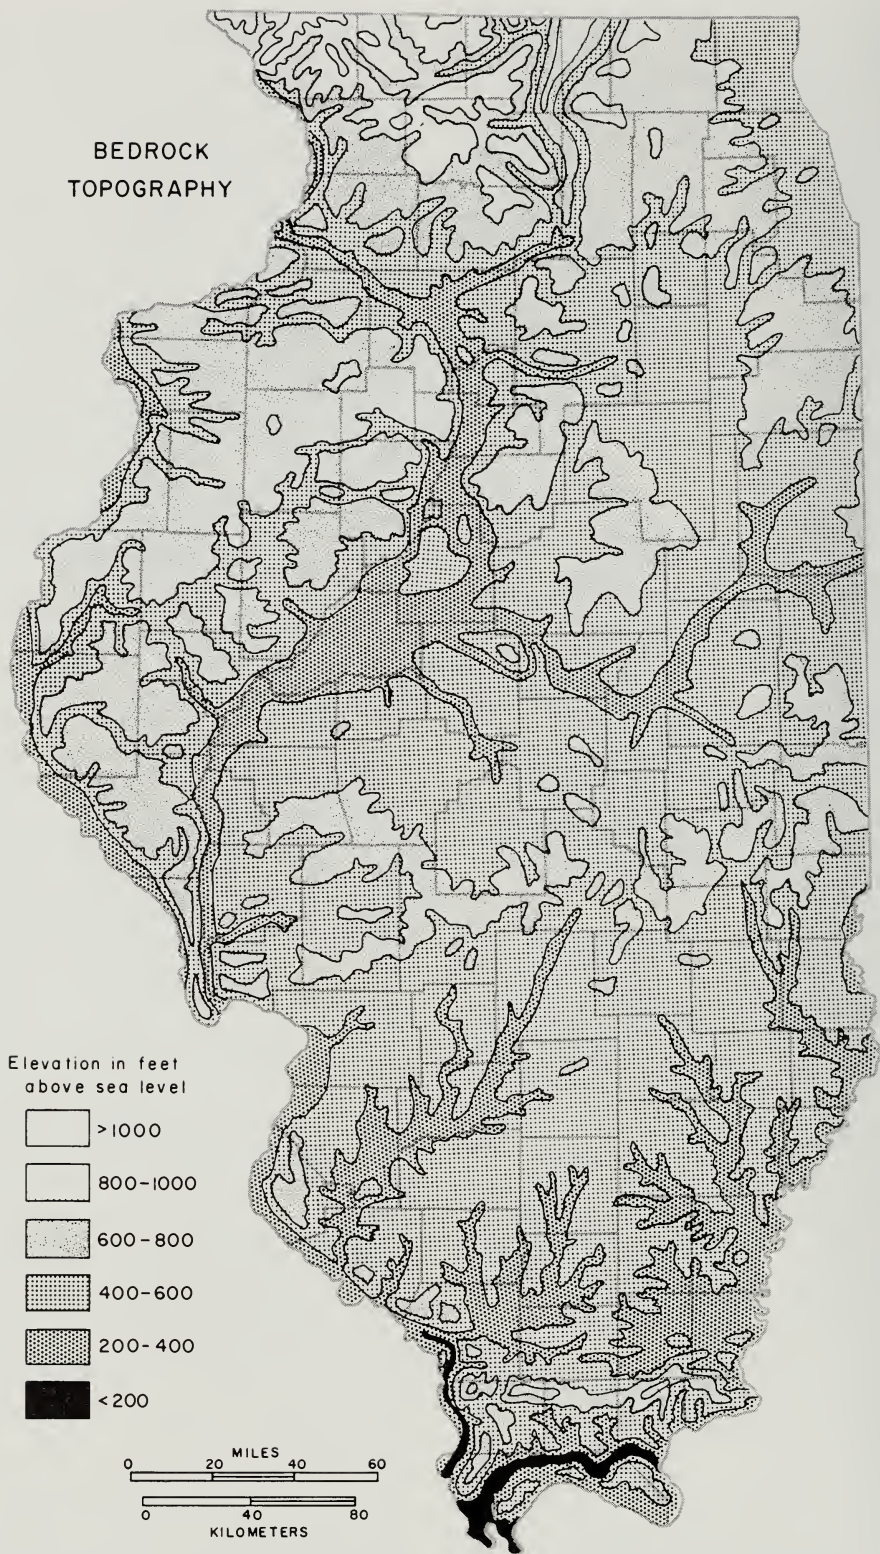 BEDROCK
TOPOGRAPHY
Elevation in feet
above sea level
>1000
800-1000
600-800
400-600
200-400
<200
MILES
0 20 40 60
0 40 80
KILOMETERS